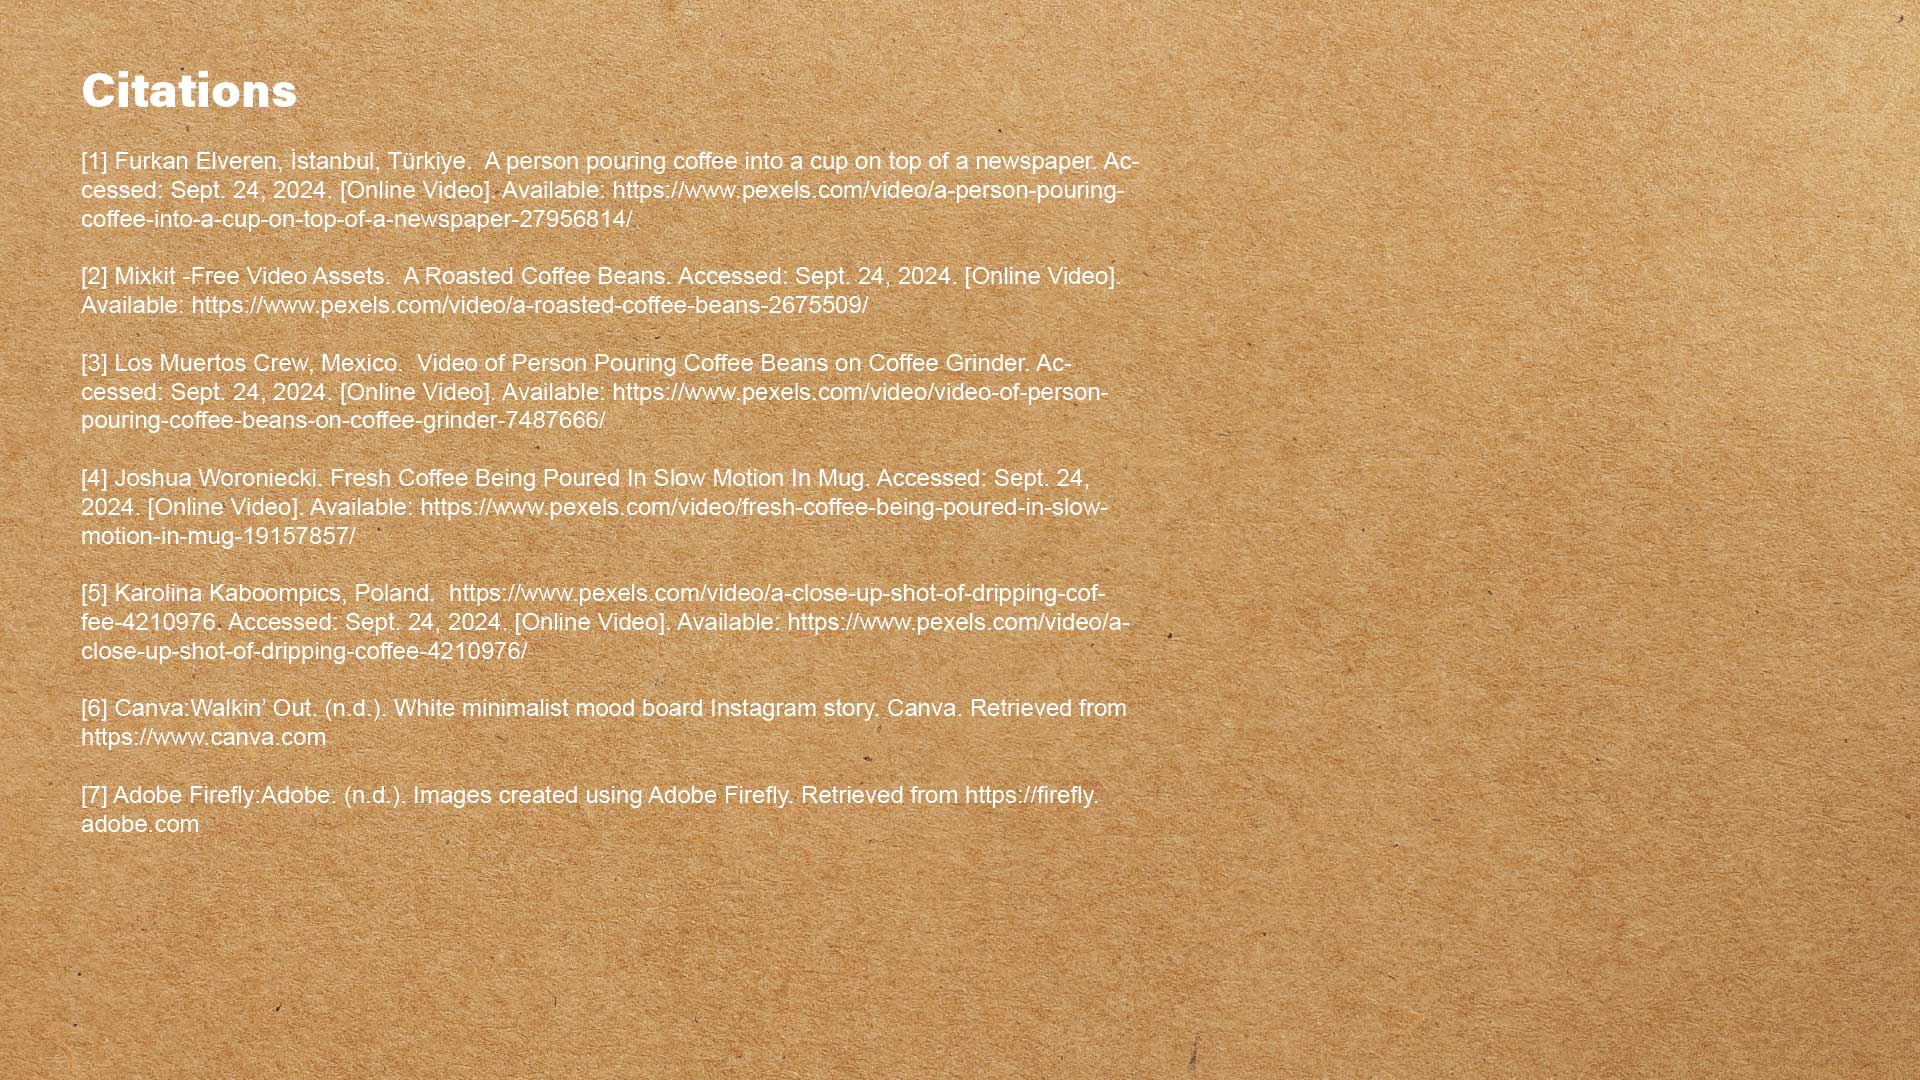 Citations
[1] Furkan Elveren, İstanbul, Türkiye.  A person pouring coffee into a cup on top of a newspaper. Ac-
cessed: Sept. 24, 2024. [Online Video]. Available: https://www.pexels.com/video/a-person-pouring-
coffee-into-a-cup-on-top-of-a-newspaper-27956814/
[2] Mixkit -Free Video Assets.  A Roasted Coffee Beans. Accessed: Sept. 24, 2024. [Online Video].
Available: https://www.pexels.com/video/a-roasted-coffee-beans-2675509/
[3] Los Muertos Crew, Mexico.  Video of Person Pouring Coffee Beans on Coffee Grinder. Ac-
cessed: Sept. 24, 2024. [Online Video]. Available: https://www.pexels.com/video/video-of-person-
pouring-coffee-beans-on-coffee-grinder-7487666/
[4] Joshua Woroniecki. Fresh Coffee Being Poured In Slow Motion In Mug. Accessed: Sept. 24,
2024. [Online Video]. Available: https://www.pexels.com/video/fresh-coffee-being-poured-in-slow-
motion-in-mug-19157857/
[5] Karolina Kaboompics, Poland.  https://www.pexels.com/video/a-close-up-shot-of-dripping-cof-
fee-4210976. Accessed: Sept. 24, 2024. [Online Video]. Available: https://www.pexels.com/video/a-
close-up-shot-of-dripping-coffee-4210976/
[6] Canva:Walkin’ Out. (n.d.). White minimalist mood board Instagram story. Canva. Retrieved from
https://www.canva.com
[7] Adobe Firefly:Adobe. (n.d.). Images created using Adobe Firefly. Retrieved from https://firefly.
adobe.com